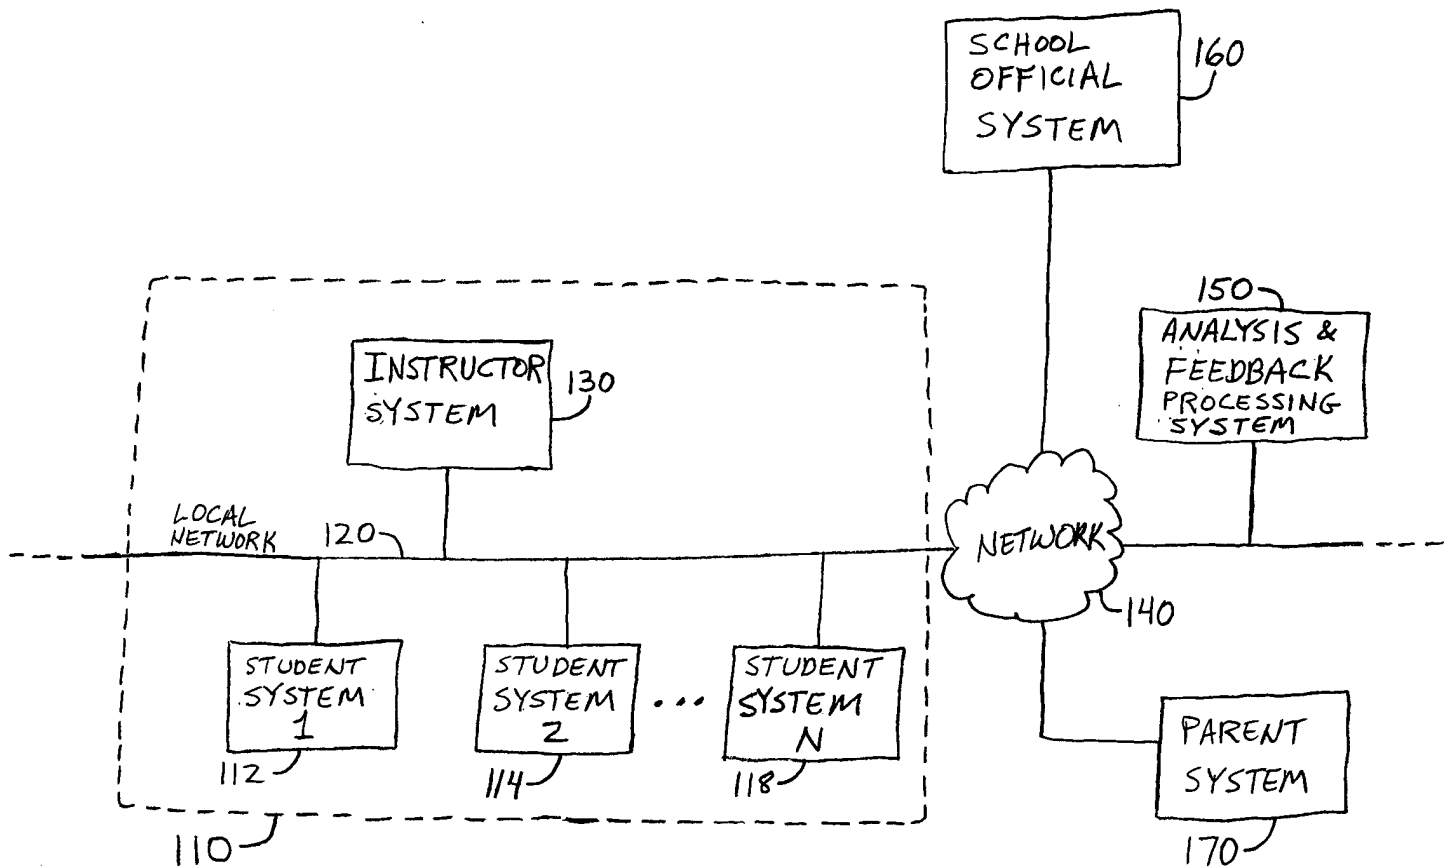 SCHOOL
OFFICIAL
SYSTEM
160
150
ANALYSIS &
FEEDBACK
PROCESSING
SYSTEM
INSTRUCTOR
SYSTEM
130
LOCAL
NETWORK
120
NETWORK
140
STUDENT
SYSTEM
1
112
STUDENT
SYSTEM
2
114
...
STUDENT
SYSTEM
N
118
PARENT
SYSTEM
170
110